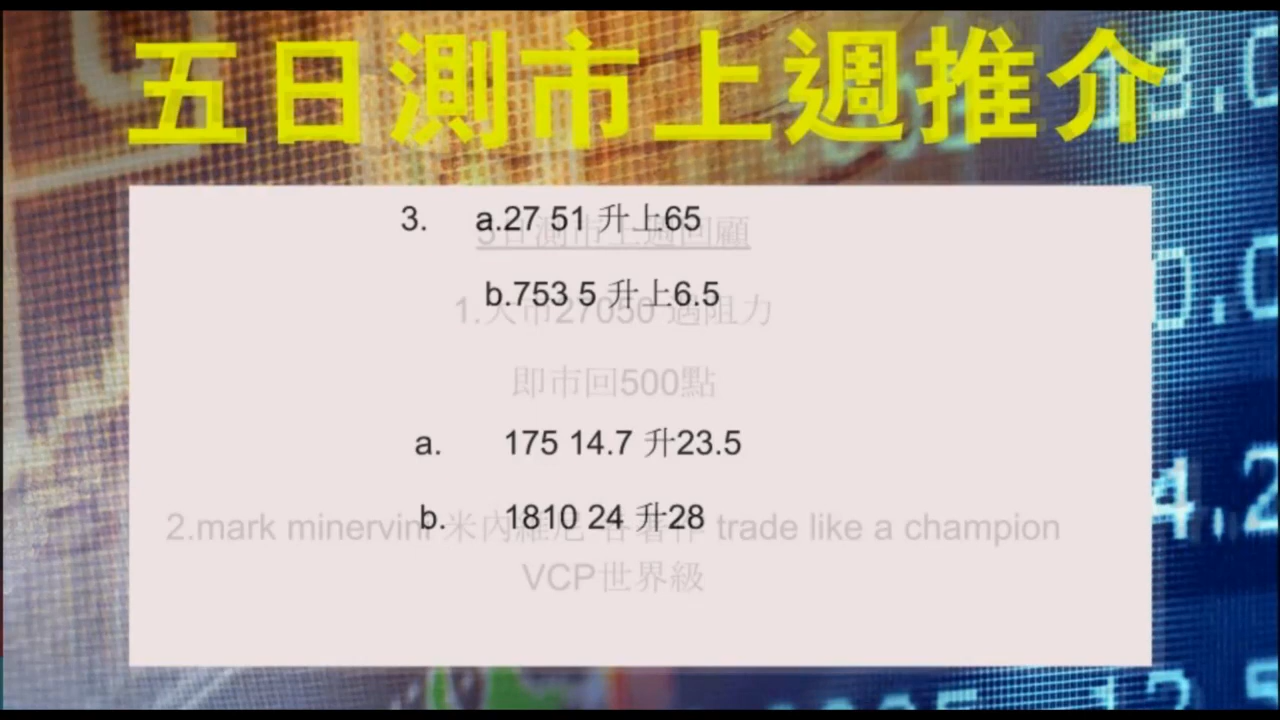 五日測市上週推介
3. a.27 51 升上65
5日測市上週回顧
b.753 5 升上6.5
1.大市27050 遇阻力
即市回500點
a. 175 14.7 升23.5
b. 1810 24 升28
2.mark minervini 米內維尼 名著作 trade like a champion
VCP世界級